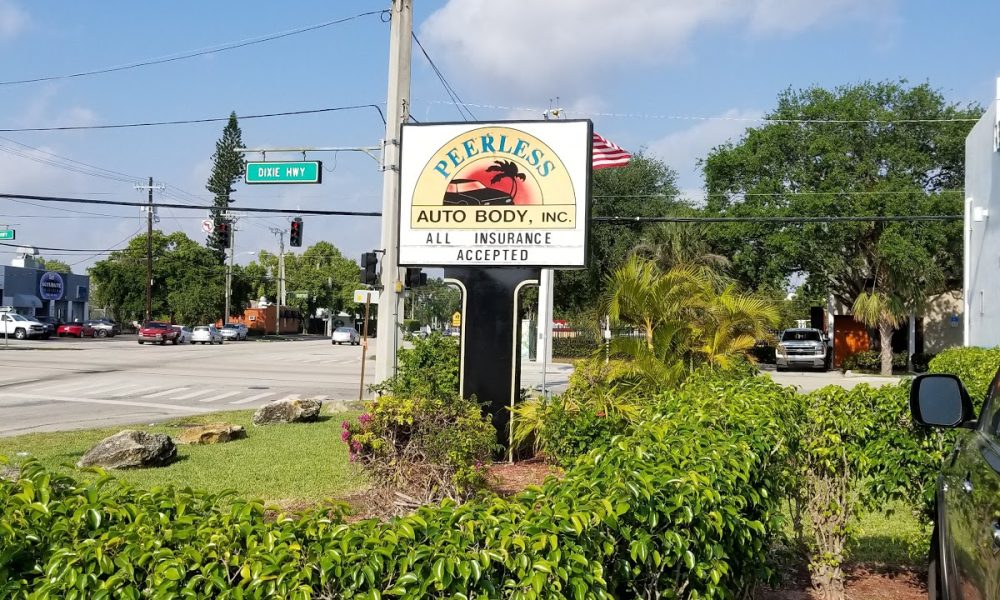 DIXIE HWY
PEERLESS
AUTO BODY, INC.
ALL INSURANCE
ACCEPTED